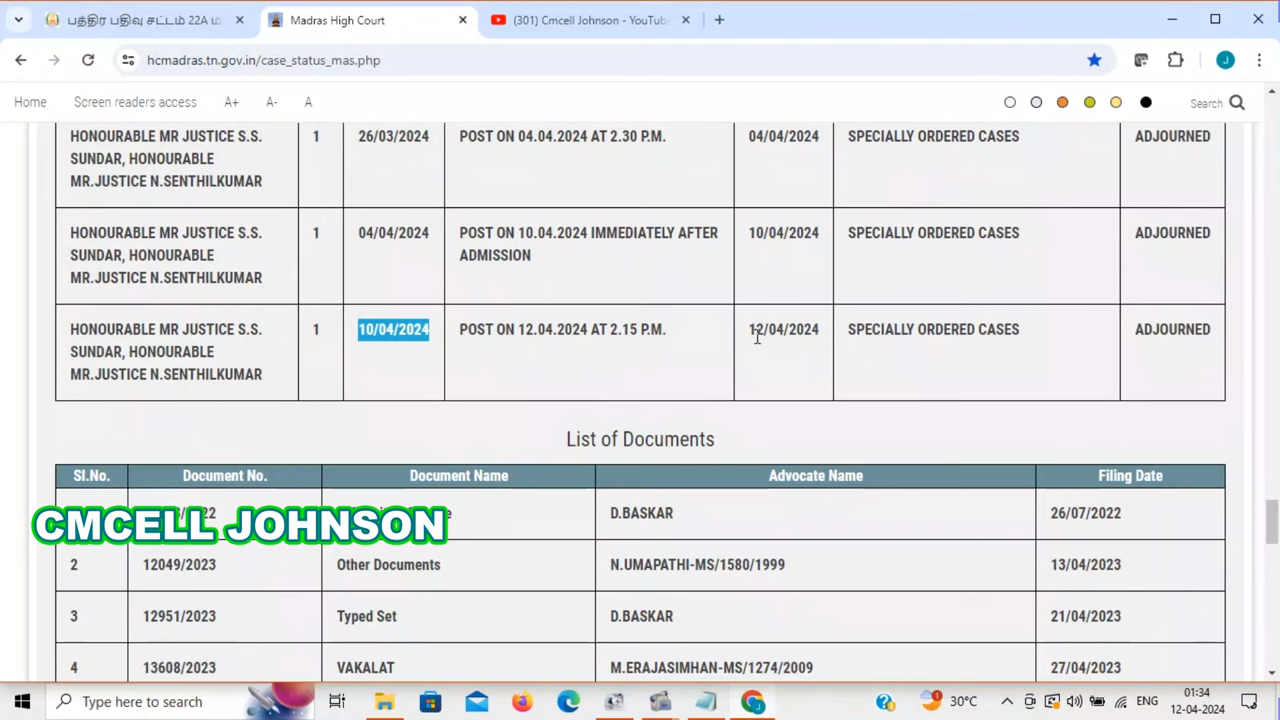 பத்திர பதிவு சட்டம் 22A ம
Madras High Court
(301) Cmcell Johnson - YouTub
hcmadras.tn.gov.in/case_status_mas.php
J
Home
Screen readers access
A+
A-
A
Search
HONOURABLE MR JUSTICE S.S.
SUNDAR, HONOURABLE
MR.JUSTICE N.SENTHILKUMAR
1
26/03/2024
POST ON 04.04.2024 AT 2.30 P.M.
04/04/2024
SPECIALLY ORDERED CASES
ADJOURNED
HONOURABLE MR JUSTICE S.S.
SUNDAR, HONOURABLE
MR.JUSTICE N.SENTHILKUMAR
1
04/04/2024
POST ON 10.04.2024 IMMEDIATELY AFTER
ADMISSION
10/04/2024
SPECIALLY ORDERED CASES
ADJOURNED
HONOURABLE MR JUSTICE S.S.
SUNDAR, HONOURABLE
MR.JUSTICE N.SENTHILKUMAR
1
10/04/2024
POST ON 12.04.2024 AT 2.15 P.M.
12/04/2024
SPECIALLY ORDERED CASES
ADJOURNED
List of Documents
Sl.No.
Document No.
Document Name
Advocate Name
Filing Date
D.BASKAR
26/07/2022
CMCELL JOHNSON
2
12049/2023
Other Documents
N.UMAPATHI-MS/1580/1999
13/04/2023
3
12951/2023
Typed Set
D.BASKAR
21/04/2023
4
13608/2023
VAKALAT
M.ERAJASIMHAN-MS/1274/2009
27/04/2023
Type here to search
1
30°C
ENG
01:34
12-04-2024